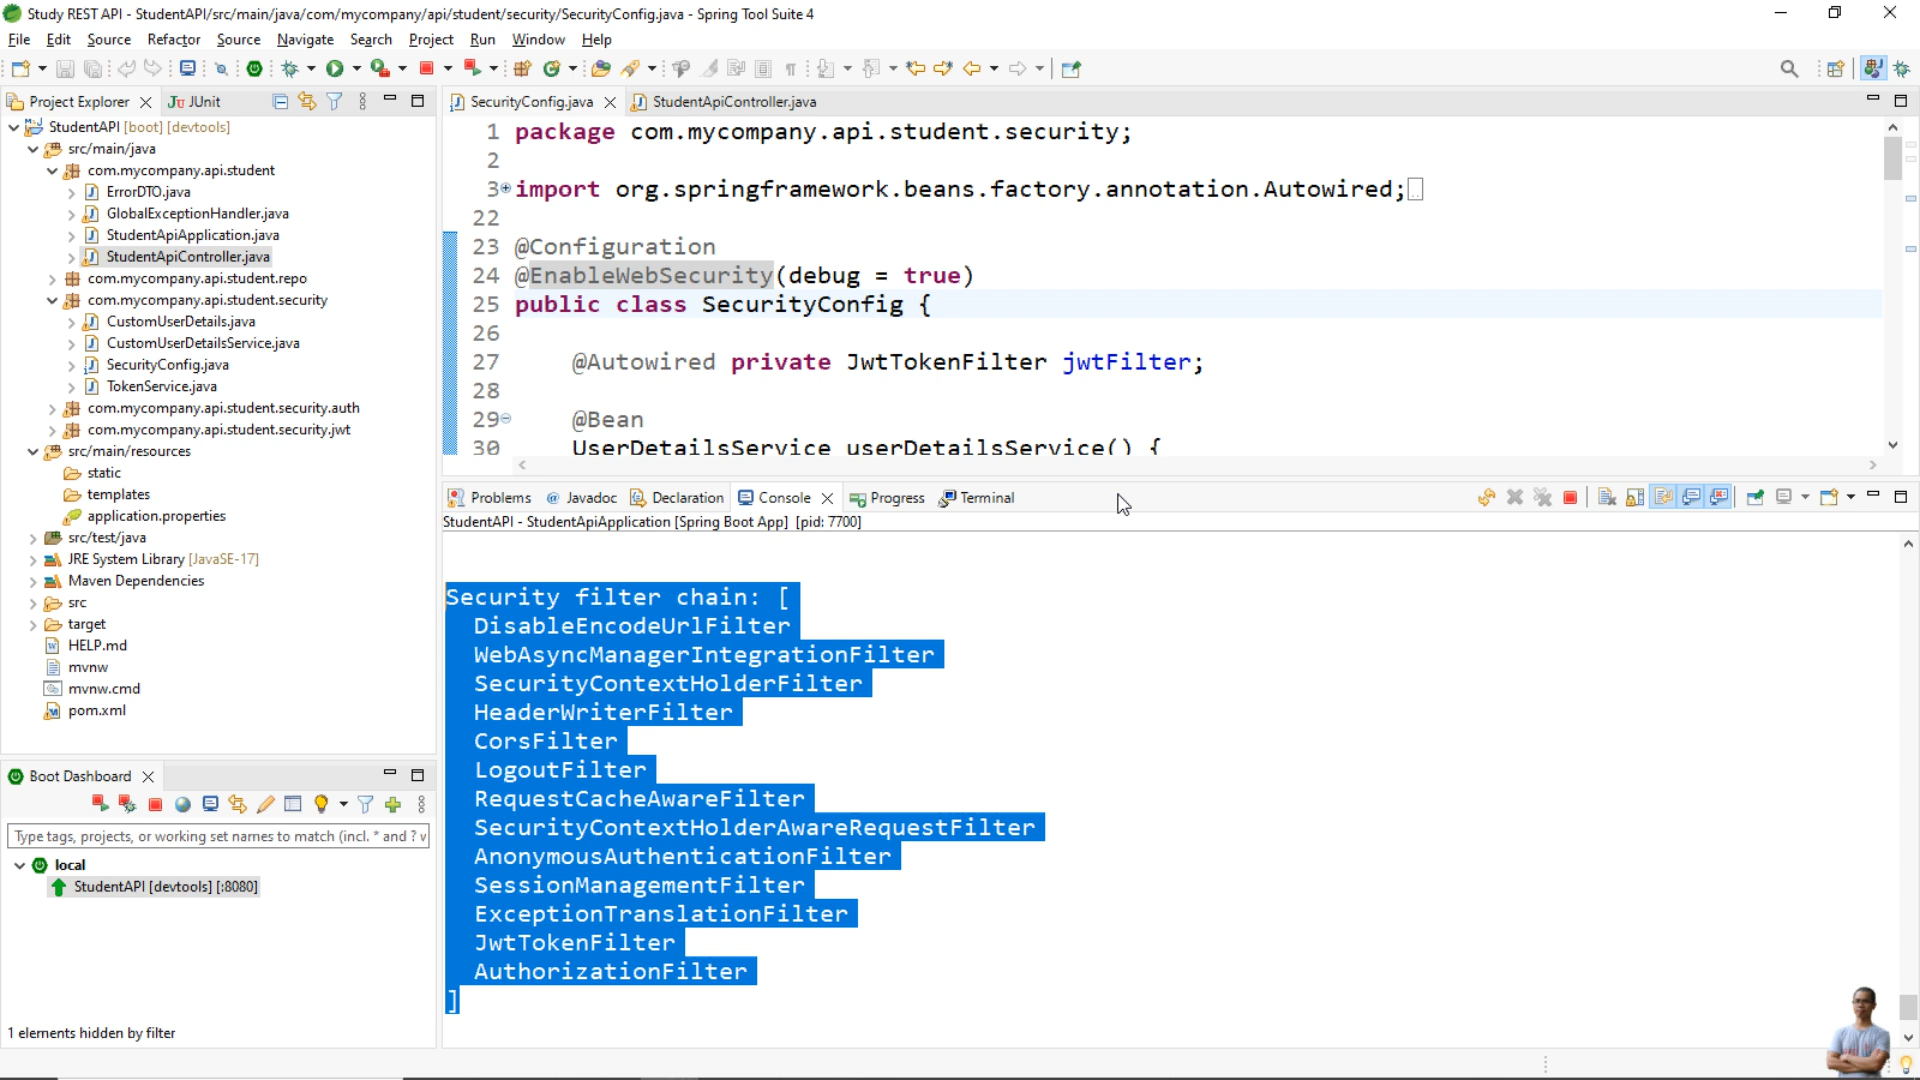 Study REST API - StudentAPI/src/main/java/com/mycompany/api/student/security/SecurityConfig.java - Spring Tool Suite 4
File Edit Source Refactor Source Navigate Search Project Run Window Help
Project Explorer
JUnit
StudentAPI [boot] [devtools]
src/main/java
com.mycompany.api.student
ErrorDTO.java
GlobalExceptionHandler.java
StudentApiApplication.java
StudentApiController.java
com.mycompany.api.student.repo
com.mycompany.api.student.security
CustomUserDetails.java
CustomUserDetailsService.java
SecurityConfig.java
TokenService.java
com.mycompany.api.student.security.auth
com.mycompany.api.student.security.jwt
src/main/resources
static
templates
application.properties
src/test/java
JRE System Library [JavaSE-17]
Maven Dependencies
src
target
HELP.md
mvnw
mvnw.cmd
pom.xml
Boot Dashboard
Type tags, projects, or working set names to match (incl. * and ? v
local
StudentAPI [devtools] [:8080]
1 elements hidden by filter
SecurityConfig.java
StudentApiController.java
1 package com.mycompany.api.student.security;
2
3 import org.springframework.beans.factory.annotation.Autowired;
22
23 @Configuration
24 @EnableWebSecurity(debug = true)
25 public class SecurityConfig {
26
27 @Autowired private JwtTokenFilter jwtFilter;
28
29 @Bean
30 UserDetailsService userDetailsService() {
Problems
@ Javadoc
Declaration
Console
Progress
Terminal
StudentAPI - StudentApiApplication [Spring Boot App] [pid: 7700]
Security filter chain: [
DisableEncodeUrlFilter
WebAsyncManagerIntegrationFilter
SecurityContextHolderFilter
HeaderWriterFilter
CorsFilter
LogoutFilter
RequestCacheAwareFilter
SecurityContextHolderAwareRequestFilter
AnonymousAuthenticationFilter
SessionManagementFilter
ExceptionTranslationFilter
JwtTokenFilter
AuthorizationFilter
]